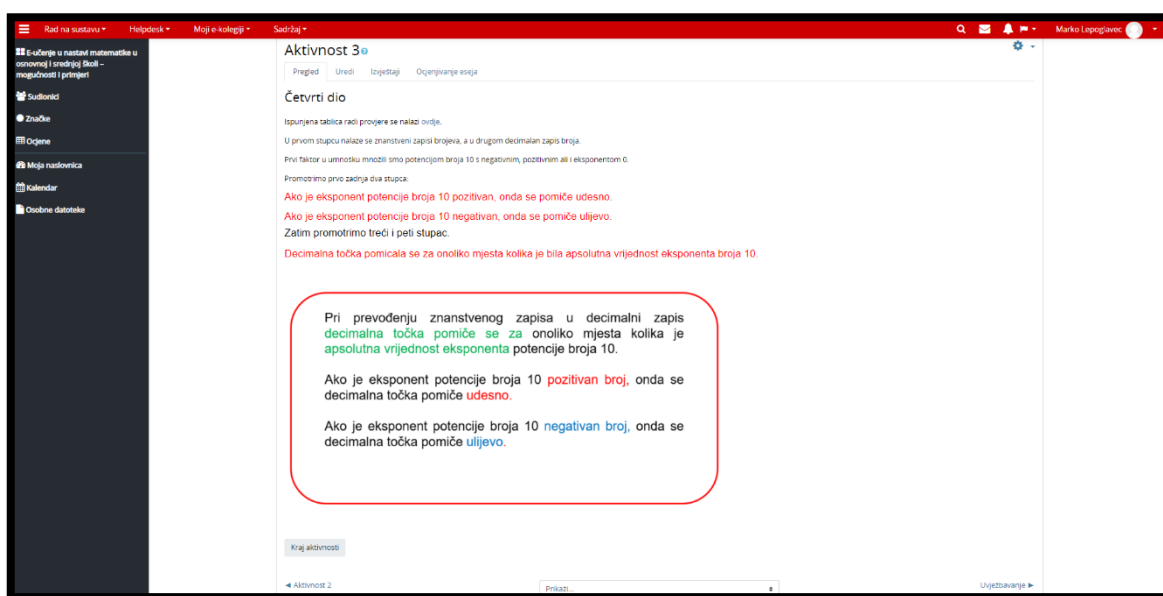 Rad na sustavu Helpdesk Moji e-kolegiji Sadržaj Marko Lepoglavec
E-učenje u nastavi matematike u
osnovnoj i srednjoj školi –
mogućnosti i primjeri
Sudionici
Značke
Ocjene
Moja naslovnica
Kalendar
Osobne datoteke
Aktivnost 3
Pregled Uredi Izvještaji Ocjenjivanje eseja
Četvrti dio
Ispunjena tablica radi provjere se nalazi ovdje.
U prvom stupcu nalaze se znanstveni zapisi brojeva, a u drugom decimalan zapis broja.
Prvi faktor u umnosku množili smo potencijom broja 10 s negativnim, pozitivnim ali i eksponentom 0.
Promotrimo prvo zadnja dva stupca:
Ako je eksponent potencije broja 10 pozitivan, onda se pomiče udesno.
Ako je eksponent potencije broja 10 negativan, onda se pomiče ulijevo.
Zatim promotrimo treći i peti stupac.
Decimalna točka pomicala se za onoliko mjesta kolika je bila apsolutna vrijednost eksponenta broja 10.
Pri prevođenju znanstvenog zapisa u decimalni zapis
decimalna točka pomiče se za onoliko mjesta kolika je
apsolutna vrijednost eksponenta potencije broja 10.
Ako je eksponent potencije broja 10 pozitivan broj, onda se
decimalna točka pomiče udesno.
Ako je eksponent potencije broja 10 negativan broj, onda se
decimalna točka pomiče ulijevo.
Kraj aktivnosti
◄ Aktivnost 2 Prikaži... Uvježbavanje ►